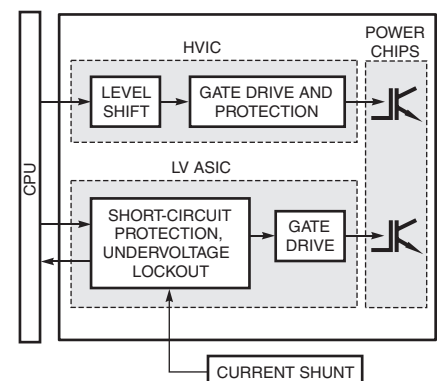 POWER
CHIPS
HVIC
LEVEL
SHIFT
GATE DRIVE AND
PROTECTION
CPU
LV ASIC
SHORT-CIRCUIT
PROTECTION,
UNDERVOLTAGE
LOCKOUT
GATE
DRIVE
CURRENT SHUNT